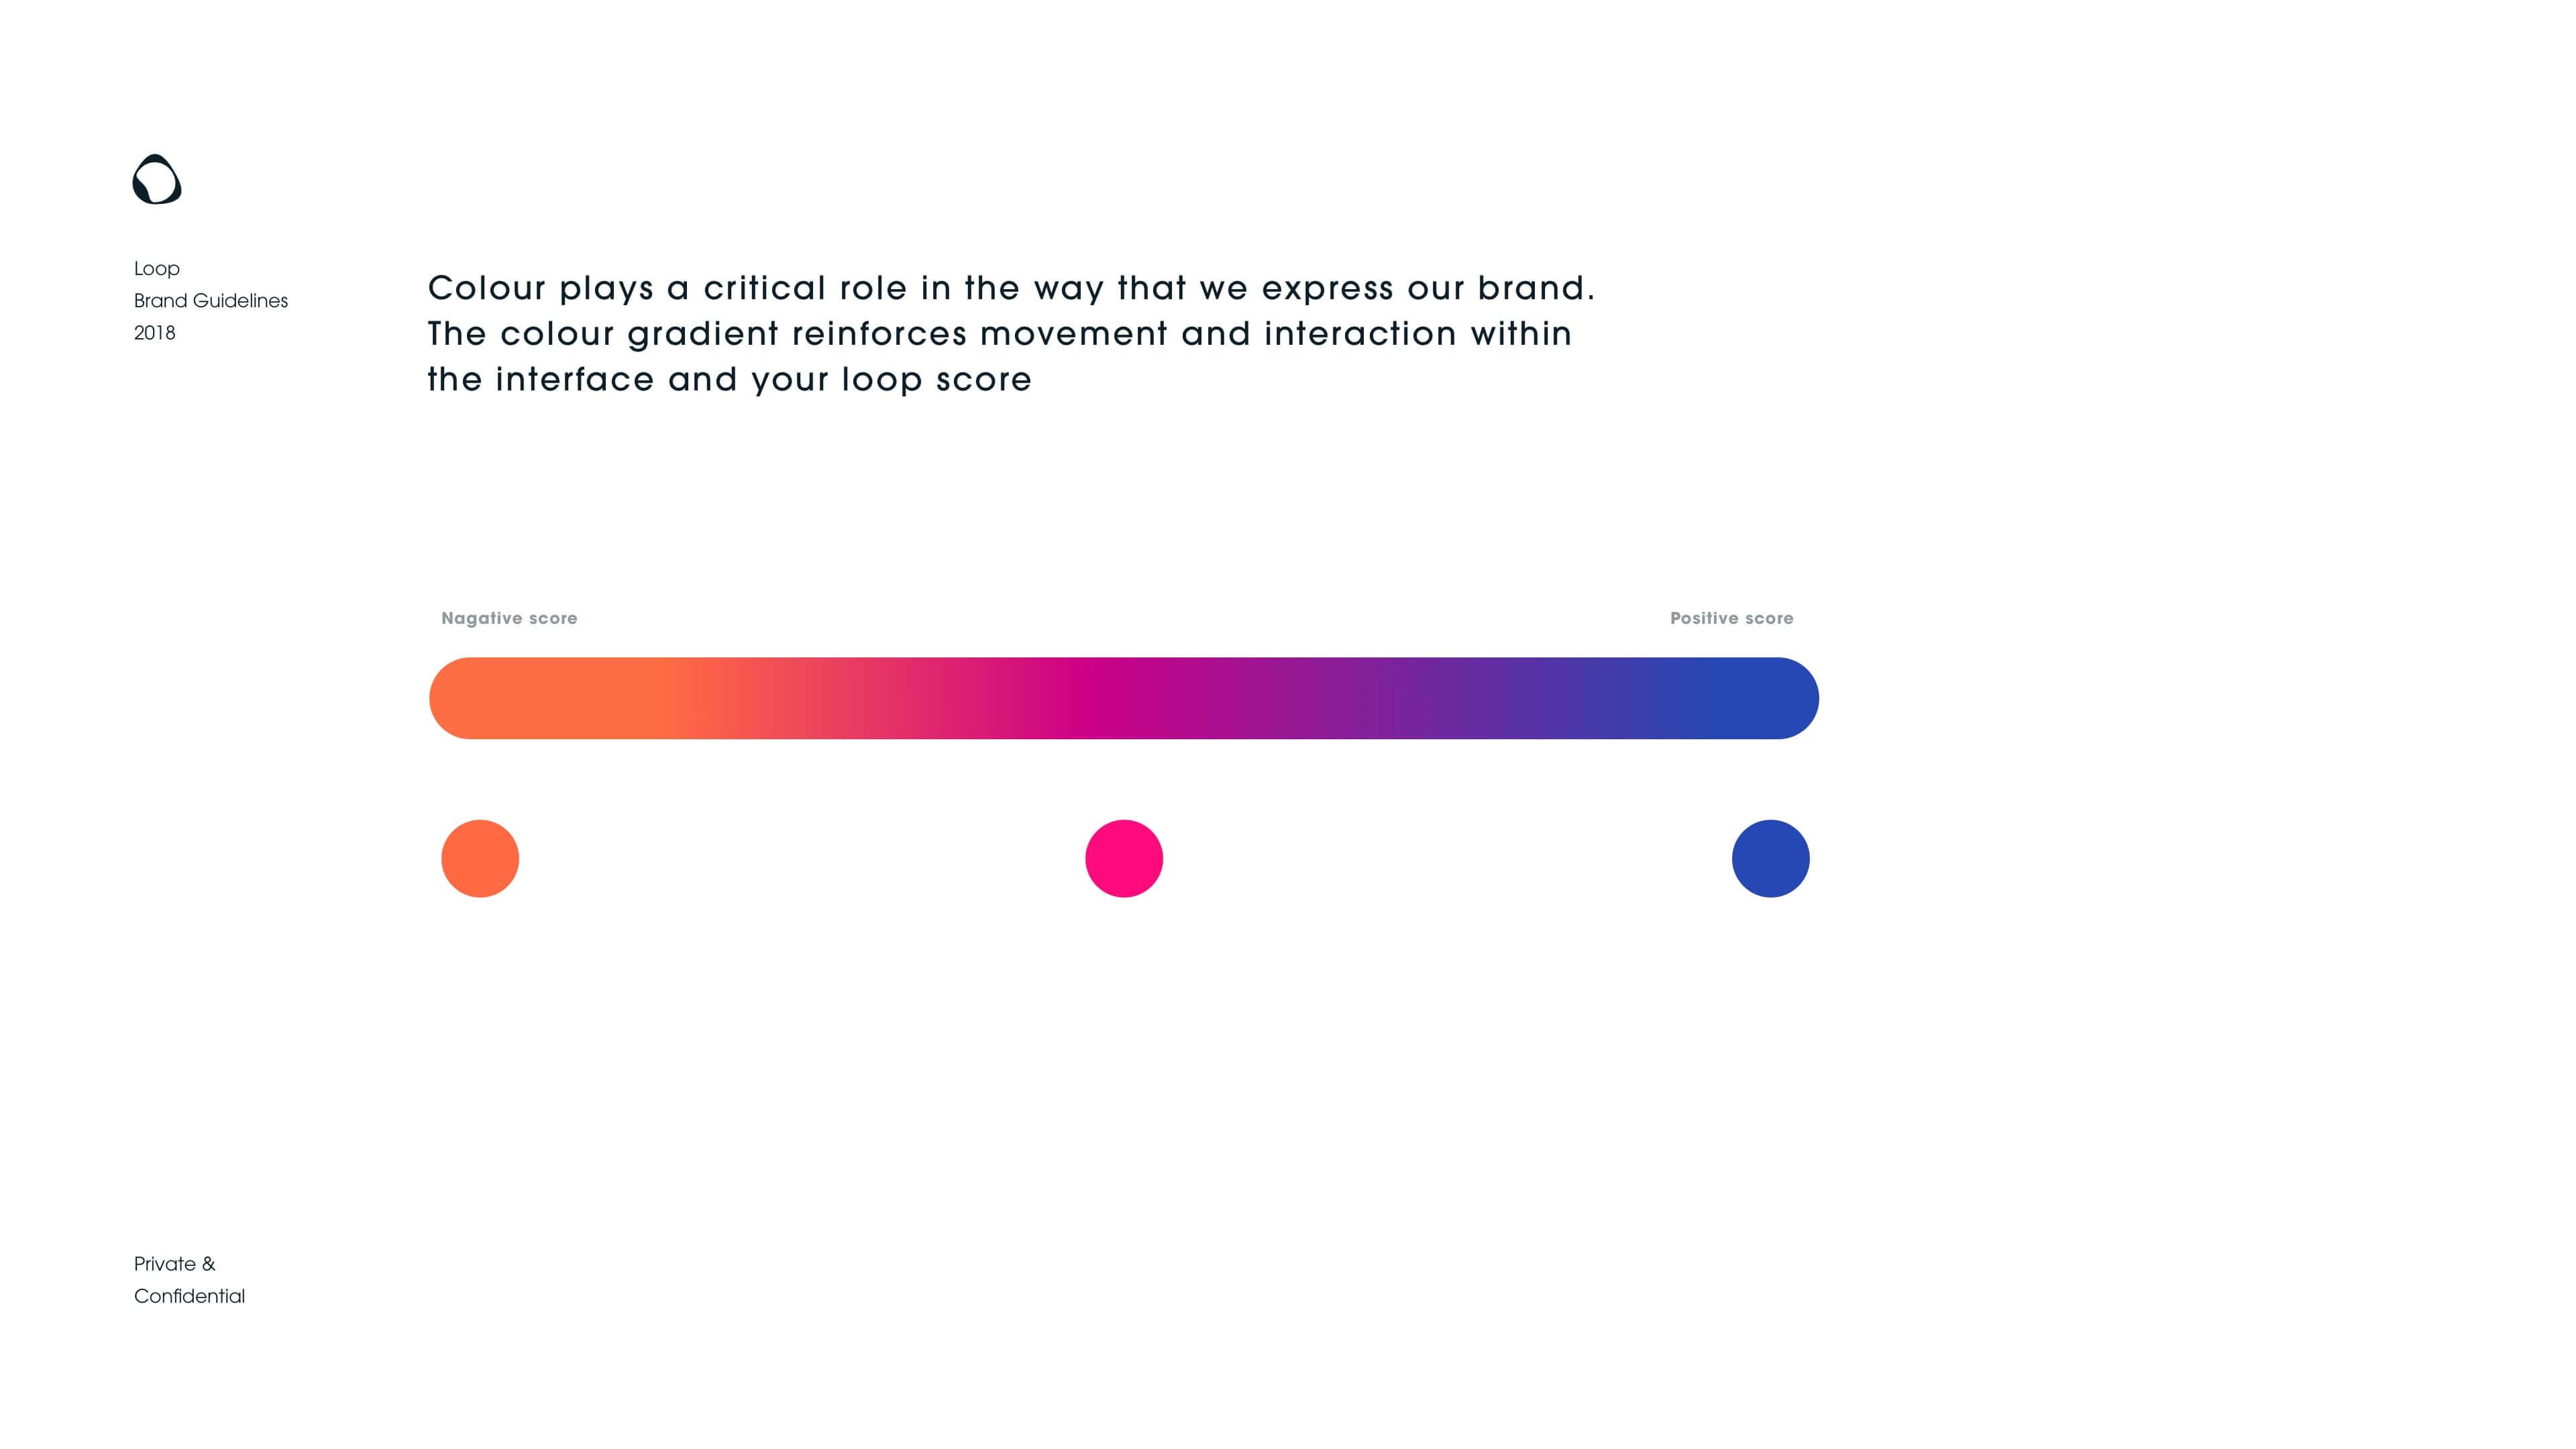 Loop
Brand Guidelines
2018
Colour plays a critical role in the way that we express our brand.
The colour gradient reinforces movement and interaction within
the interface and your loop score
Nagative score
Positive score
Private &
Confidential